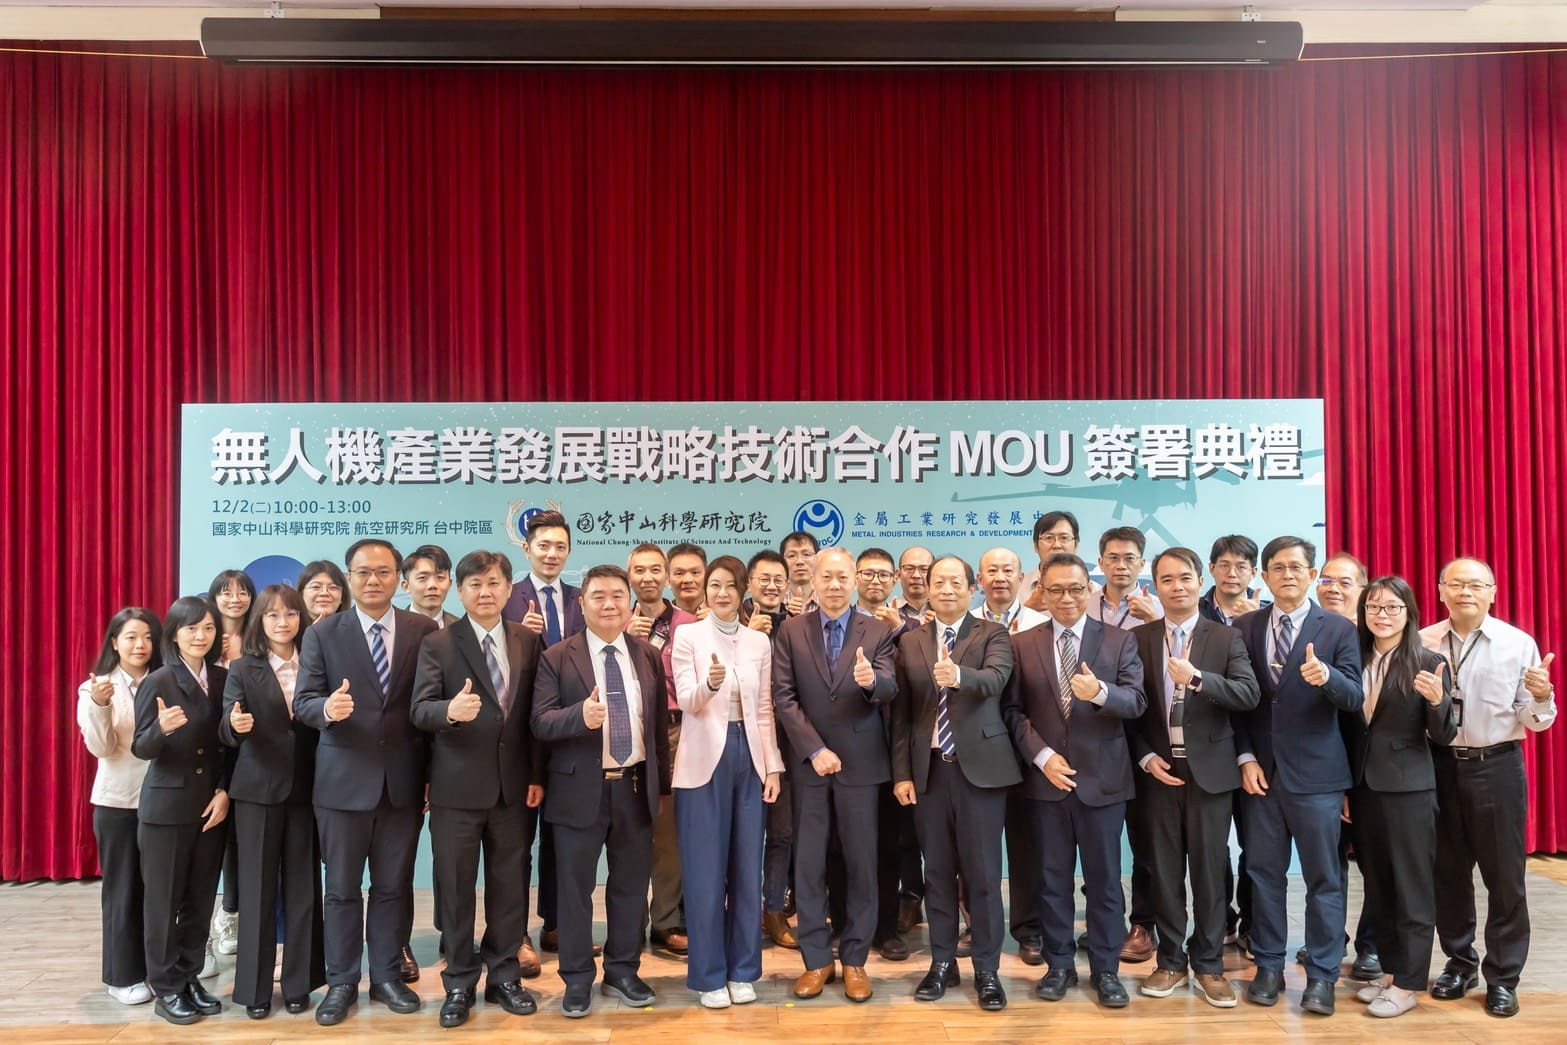 無人機產業發展戰略技術合作 MOU 簽署典禮
12/2(二)10:00-13:00
國家中山科學研究院 航空研究所 台中院區
國家中山科學研究院
National Chung-Shan Institute Of Science And Technology
金屬工業研究發展中
METAL INDUSTRIES RESEARCH & DEVELOPMENT